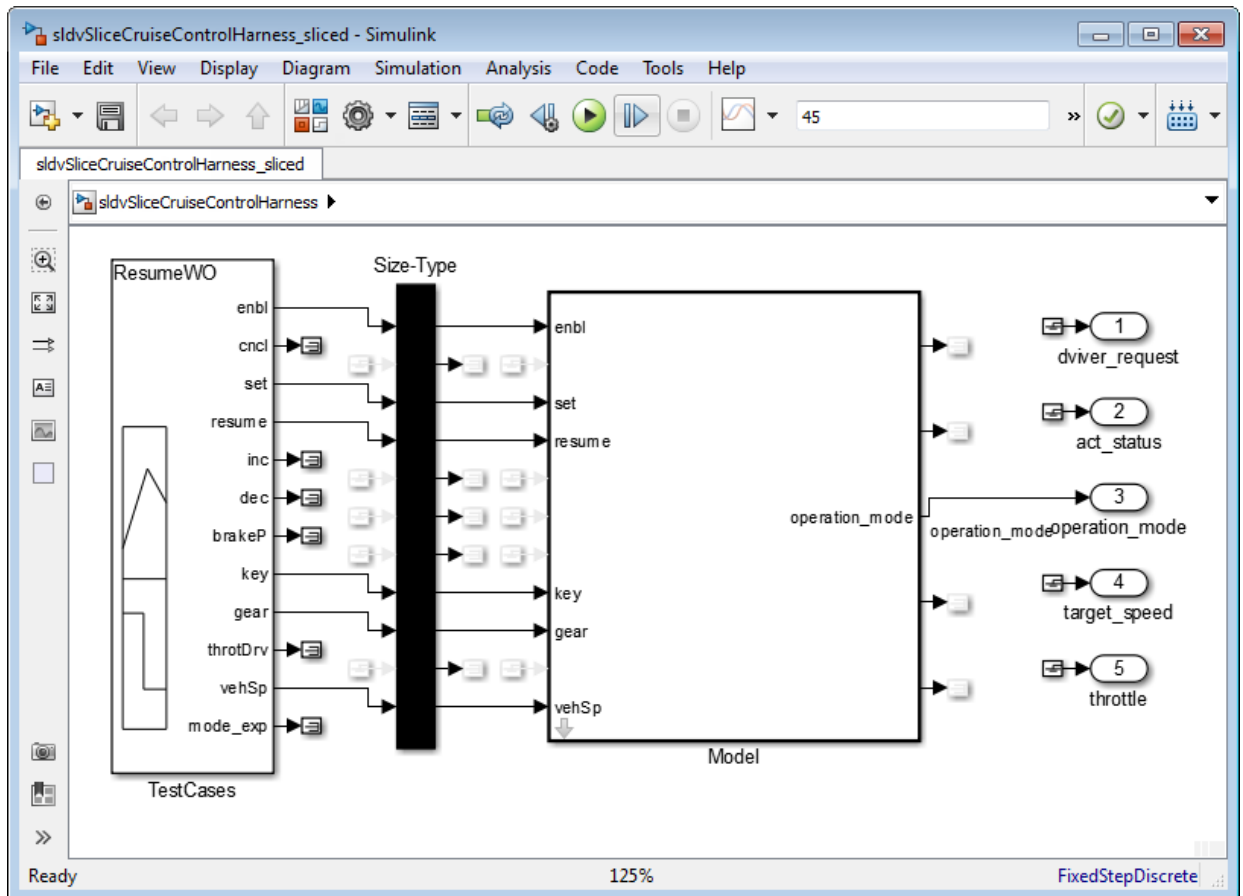 sldvSliceCruiseControlHarness_sliced - Simulink
File Edit View Display Diagram Simulation Analysis Code Tools Help
45
»
sldvSliceCruiseControlHarness_sliced
sldvSliceCruiseControlHarness
ResumeWO
Size-Type
enbl
cncl
set
resume
inc
dec
brakeP
key
gear
throtDrv
vehSp
mode_exp
TestCases
enbl
set
resume
key
gear
vehSp
operation_mode
Model
operation_mode
1
dviver_request
2
act_status
3
operation_mode
4
target_speed
5
throttle
A
»
Ready 125% FixedStepDiscrete